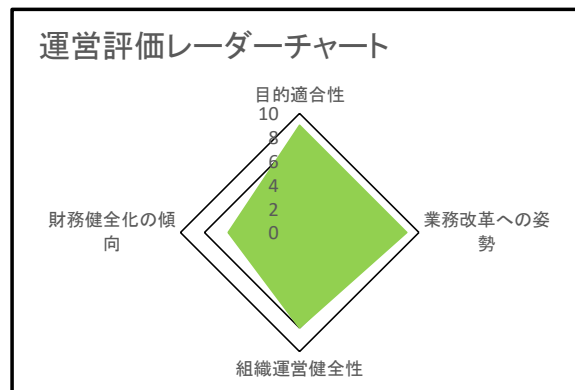 運営評価レーダーチャート
目的適合性
10
8
6
4
2
0
財務健全化の傾
向
業務改革への姿
勢
組織運営健全性